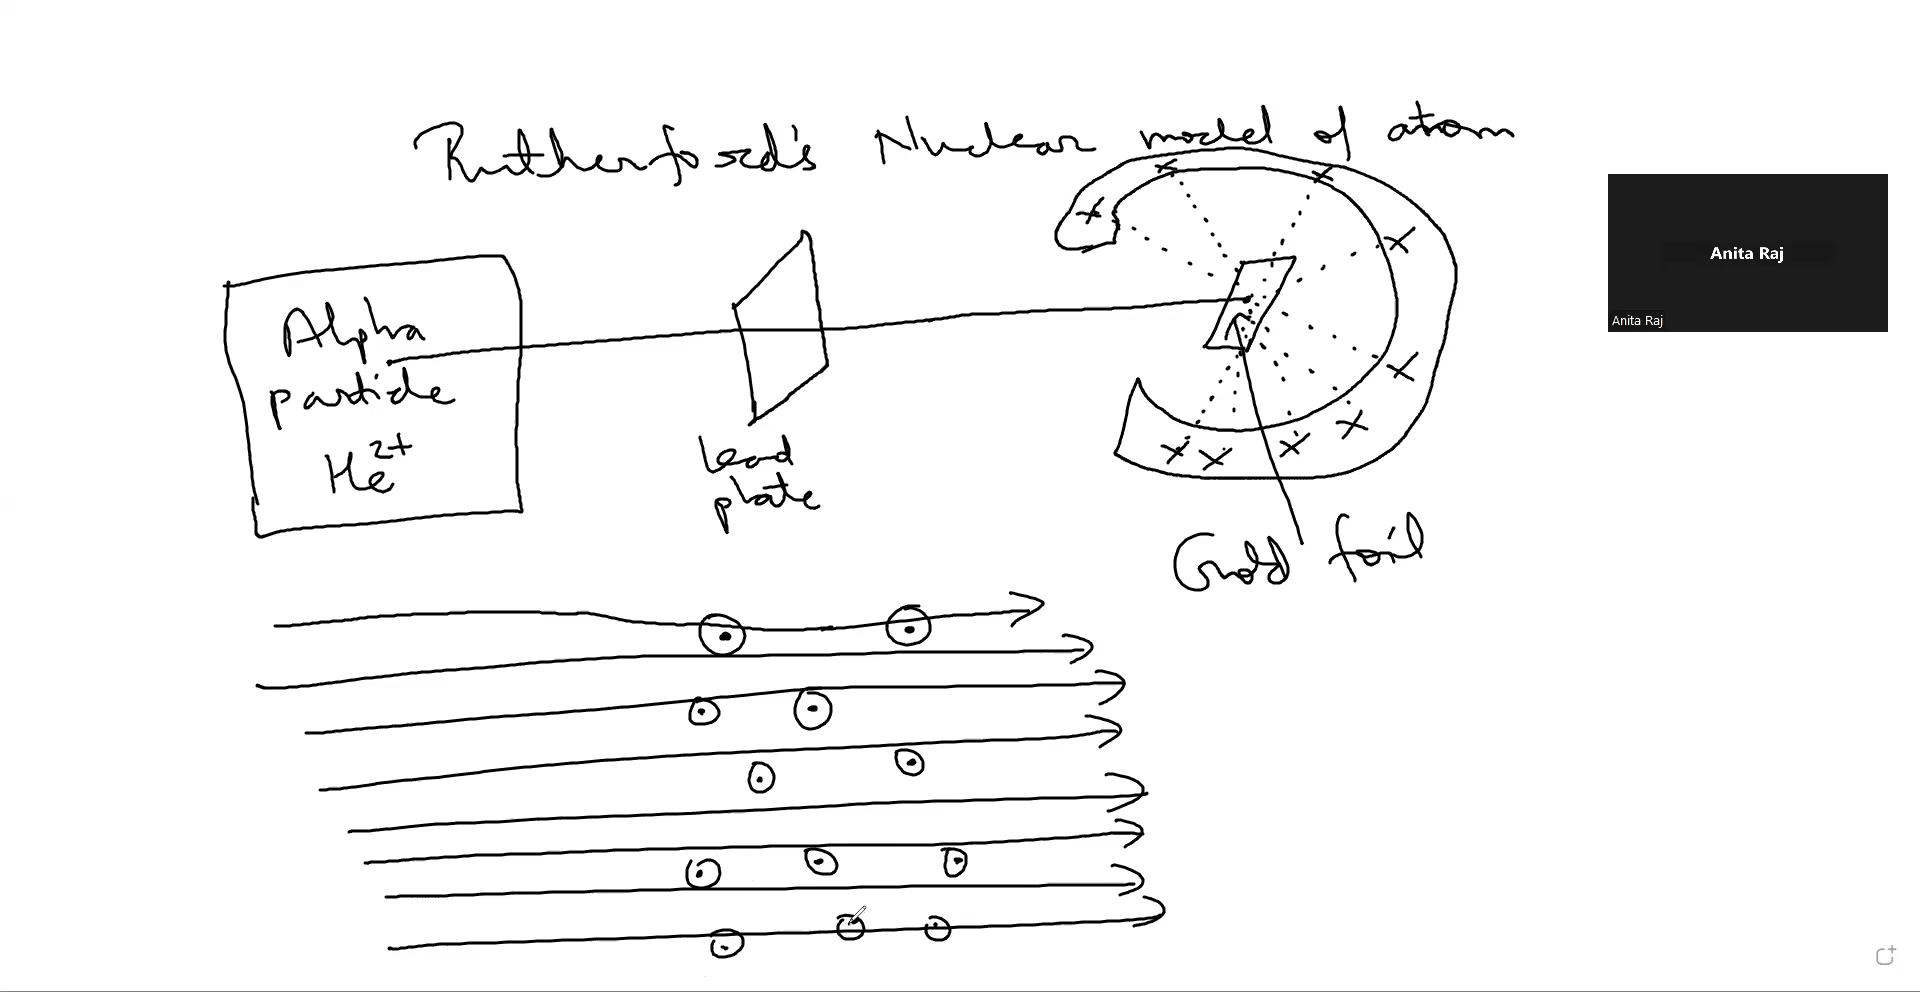 Rutherford's Nuclear model of atom
Alpha
particle
He2+
Lead
plate
Gold foil
Anita Raj
Anita Raj